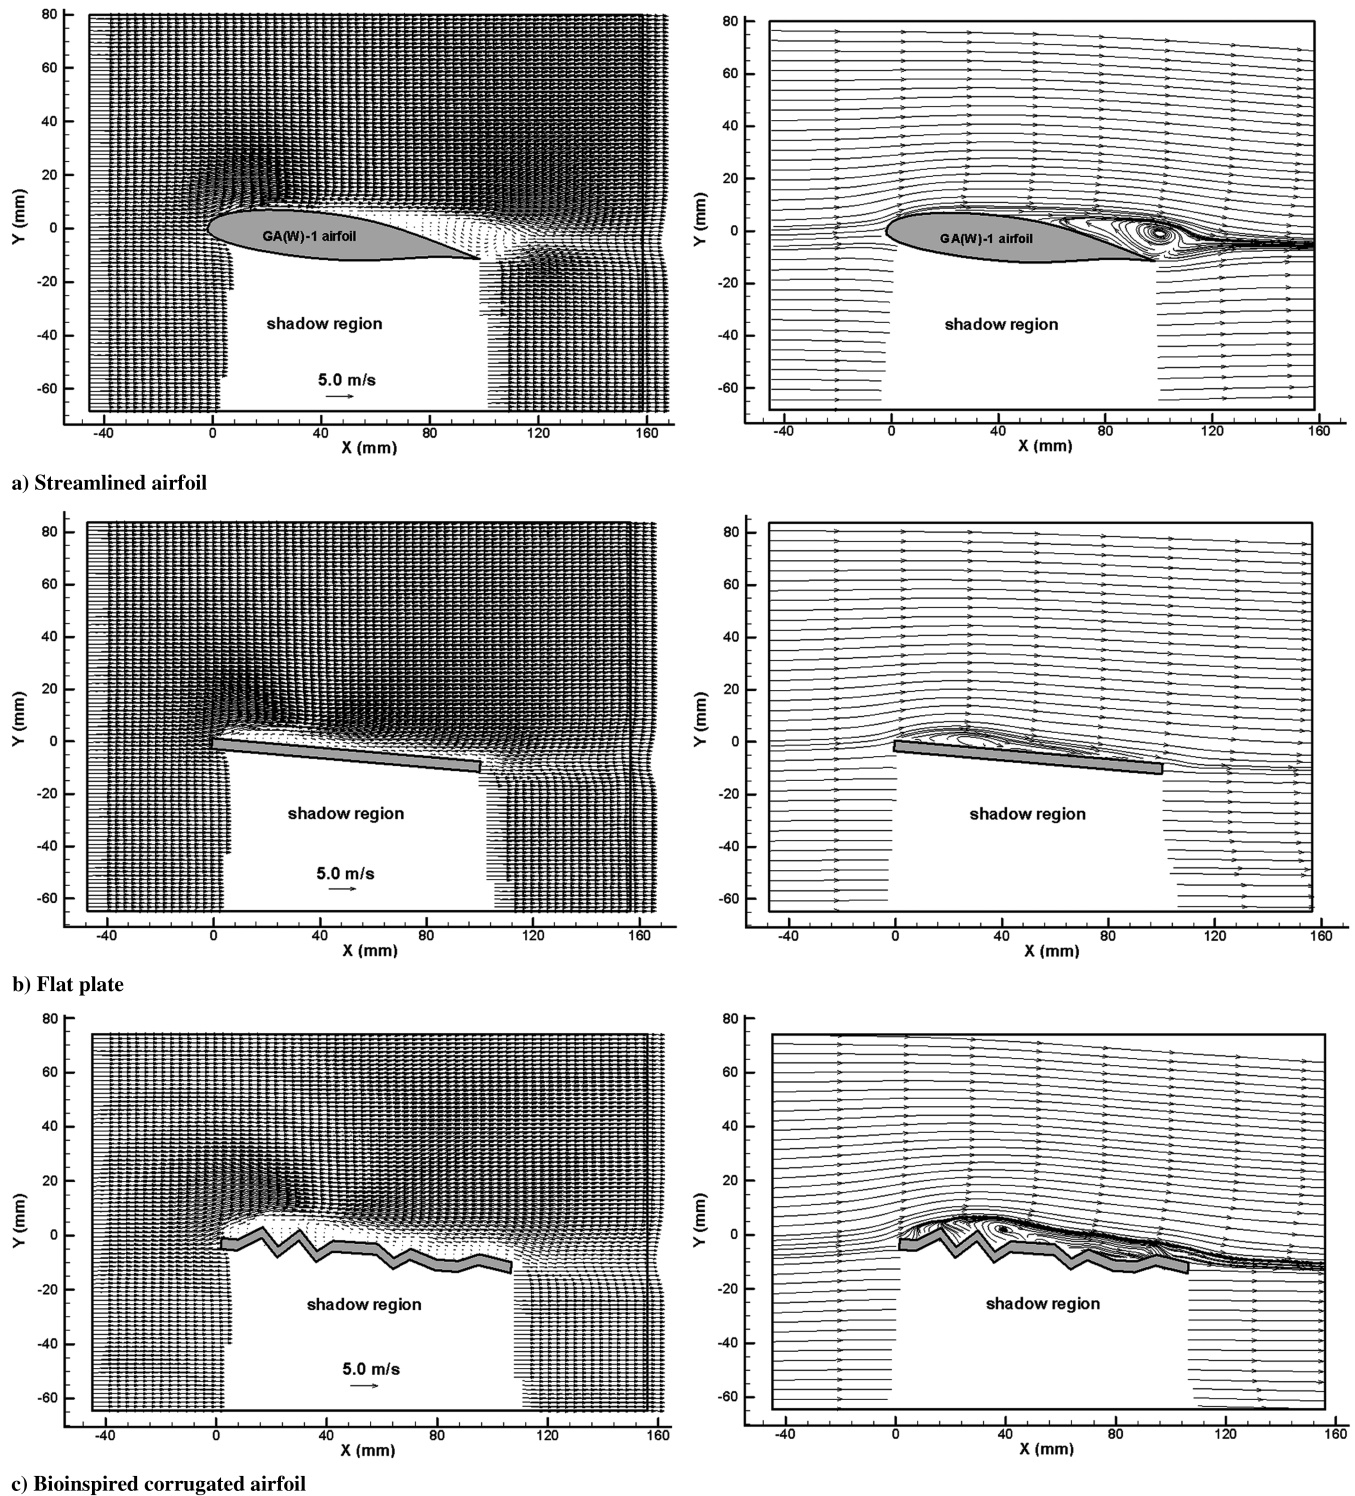 80
60
40
20
0
-20
-40
-60
Y (mm)
GA(W)-1 airfoil
shadow region
5.0 m/s
-40 0 40 80 120 160
X (mm)
80
60
40
20
0
-20
-40
-60
Y (mm)
GA(W)-1 airfoil
shadow region
-40 0 40 80 120 160
X (mm)
a) Streamlined airfoil
80
60
40
20
0
-20
-40
-60
Y (mm)
shadow region
5.0 m/s
-40 0 40 80 120 160
X (mm)
80
60
40
20
0
-20
-40
-60
Y (mm)
shadow region
-40 0 40 80 120 160
X (mm)
b) Flat plate
80
60
40
20
0
-20
-40
-60
Y (mm)
shadow region
5.0 m/s
-40 0 40 80 120 160
X (mm)
80
60
40
20
0
-20
-40
-60
Y (mm)
shadow region
-40 0 40 80 120 160
X (mm)
c) Bioinspired corrugated airfoil